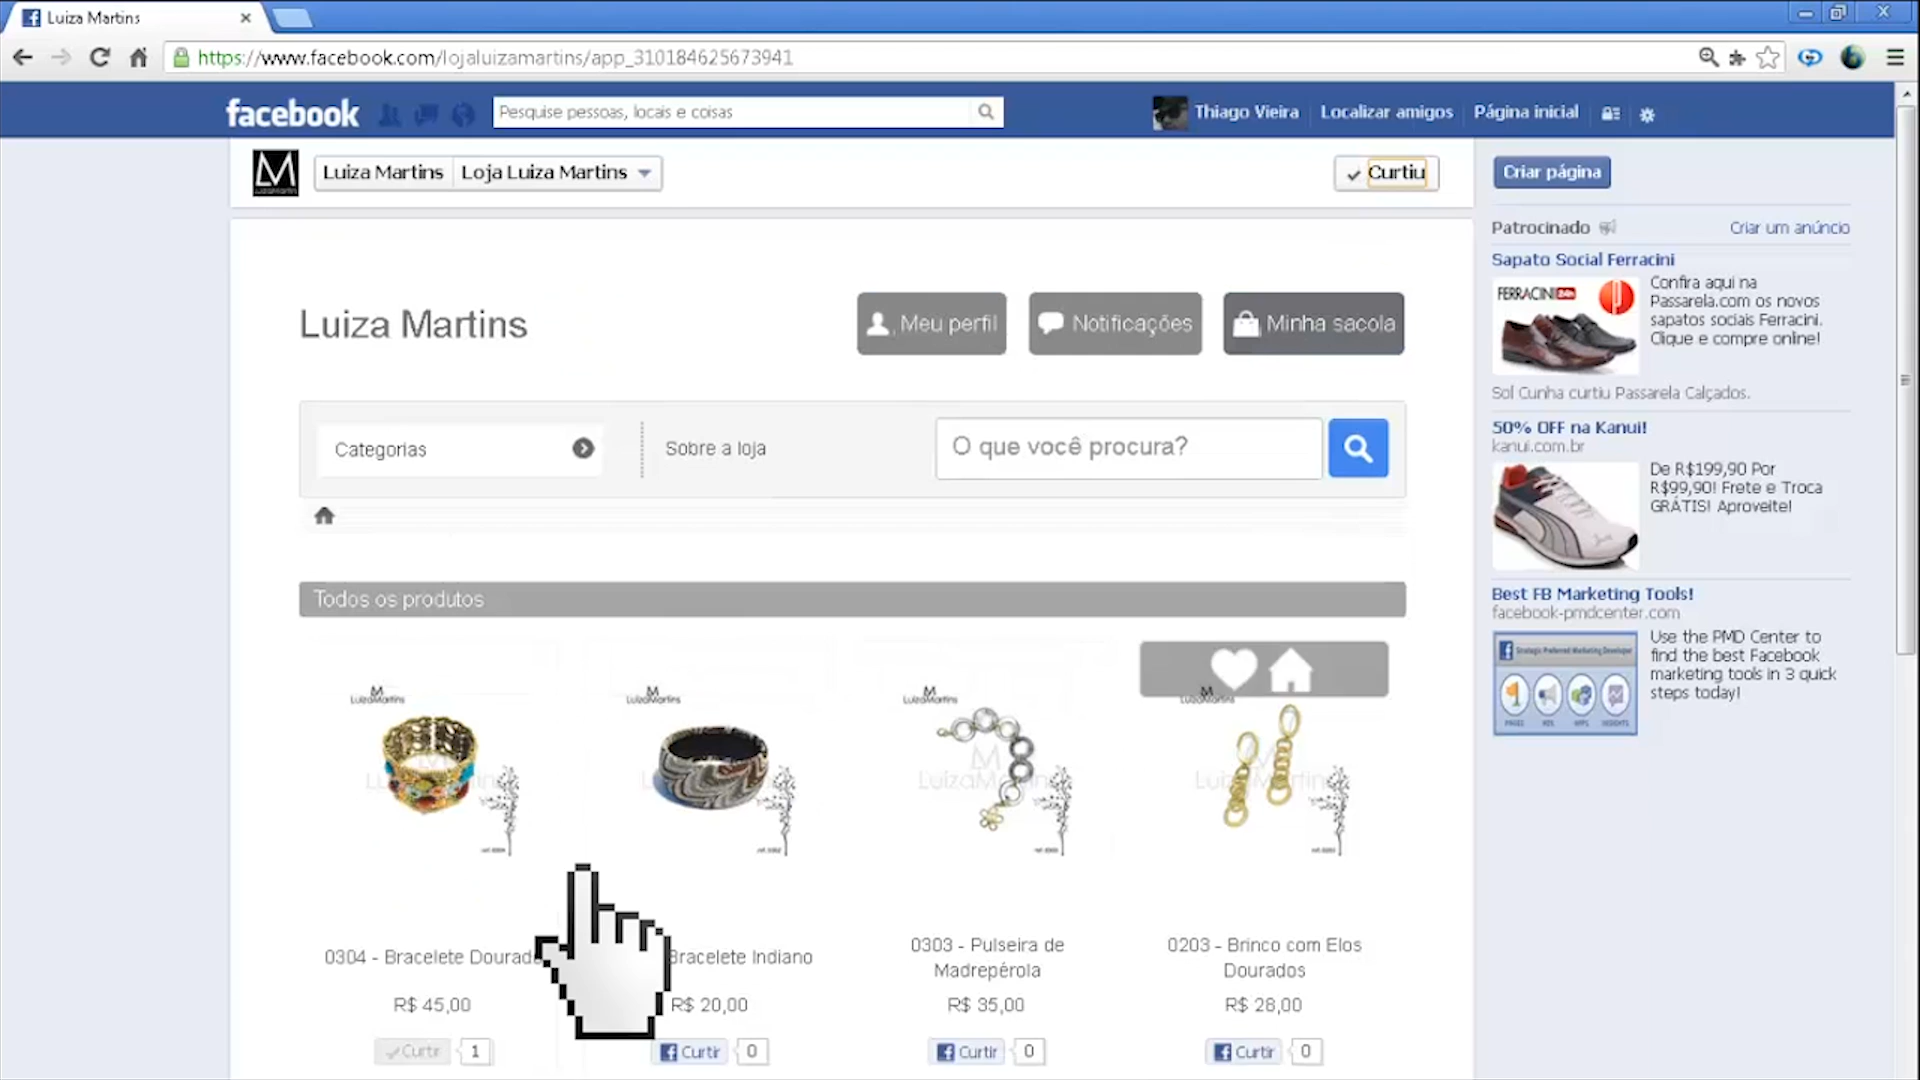 Luiza Martins
https://www.facebook.com/lojaluizamartins/app_310184625673941
facebook
Pesquise pessoas, locais e coisas
Thiago Vieira
Localizar amigos
Página inicial
Luiza Martins
Loja Luiza Martins
Curtiu
Criar página
Patrocinado
Criar um anúncio
Sapato Social Ferracini
FERRACINI 24h
Confira aqui na
Passarela.com os novos
sapatos sociais Ferracini.
Clique e compre online!
Sol Cunha curtiu Passarela Calçados.
50% OFF na Kanui!
kanui.com.br
De R$199,90 Por
R$99,90! Frete e Troca
GRÁTIS! Aproveite!
Best FB Marketing Tools!
facebook-pmdcenter.com
Use the PMD Center to
find the best Facebook
marketing tools in 3 quick
steps today!
Luiza Martins
Meu perfil
Notificações
Minha sacola
Categorias
Sobre a loja
O que você procura?
Todos os produtos
LuizaMartins
LuizaMartins
LuizaMartins
LuizaMartins
0304 - Bracelete Dourad
Bracelete Indiano
0303 - Pulseira de
Madrepérola
0203 - Brinco com Elos
Dourados
R$ 45,00
R$ 20,00
R$ 35,00
R$ 28,00
Curtir 1
Curtir 0
Curtir 0
Curtir 0